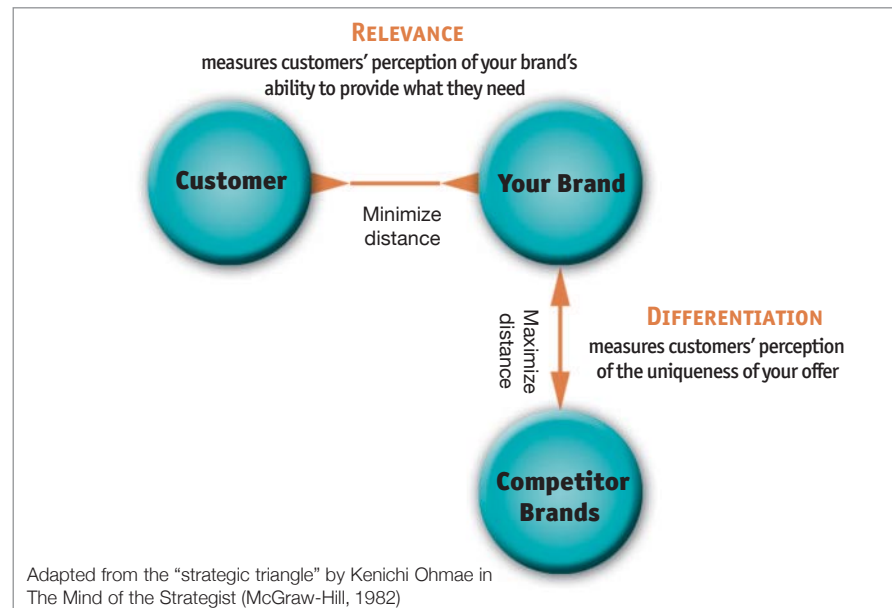 RELEVANCE
measures customers' perception of your brand's
ability to provide what they need
Customer
Your Brand
Minimize
distance
Maximize
distance
DIFFERENTIATION
measures customers' perception
of the uniqueness of your offer
Competitor
Brands
Adapted from the “strategic triangle” by Kenichi Ohmae in
The Mind of the Strategist (McGraw-Hill, 1982)